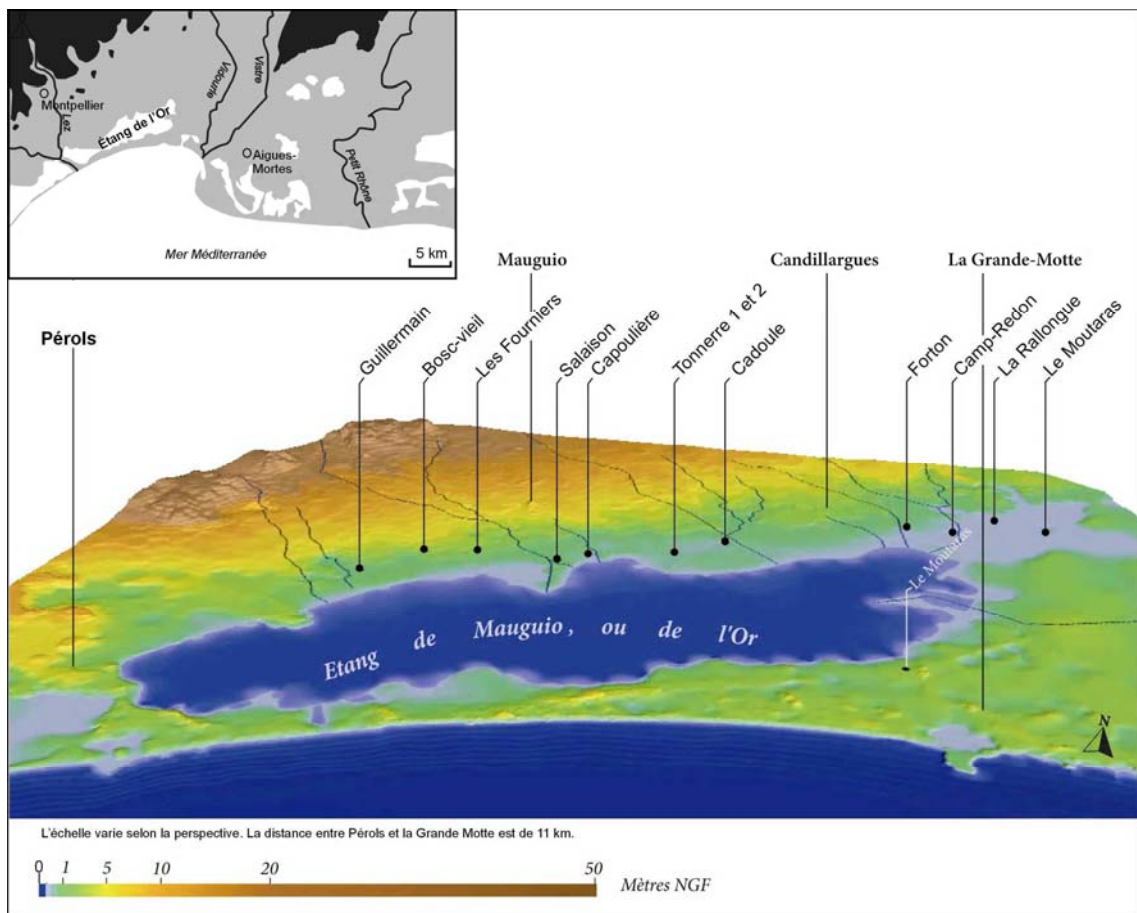 Montpellier
Lez
Étang de l'Or
Vidourle
Vistre
Aigues-
Mortes
Petit Rhône
Mer Méditerranée
5 km
Mauguio
Candillargues
La Grande-Motte
Pérols
Guillermain
Bosc-vieil
Les Fourniers
Salaison
Capoulière
Tonnerre 1 et 2
Cadoule
Forton
Camp-Redon
La Rallongue
Le Moutaras
Le Moutaras
Etang de Mauguio, ou de l'Or
N
L'échelle varie selon la perspective. La distance entre Pérols et la Grande Motte est de 11 km.
0 1 5 10 20 50 Mètres NGF